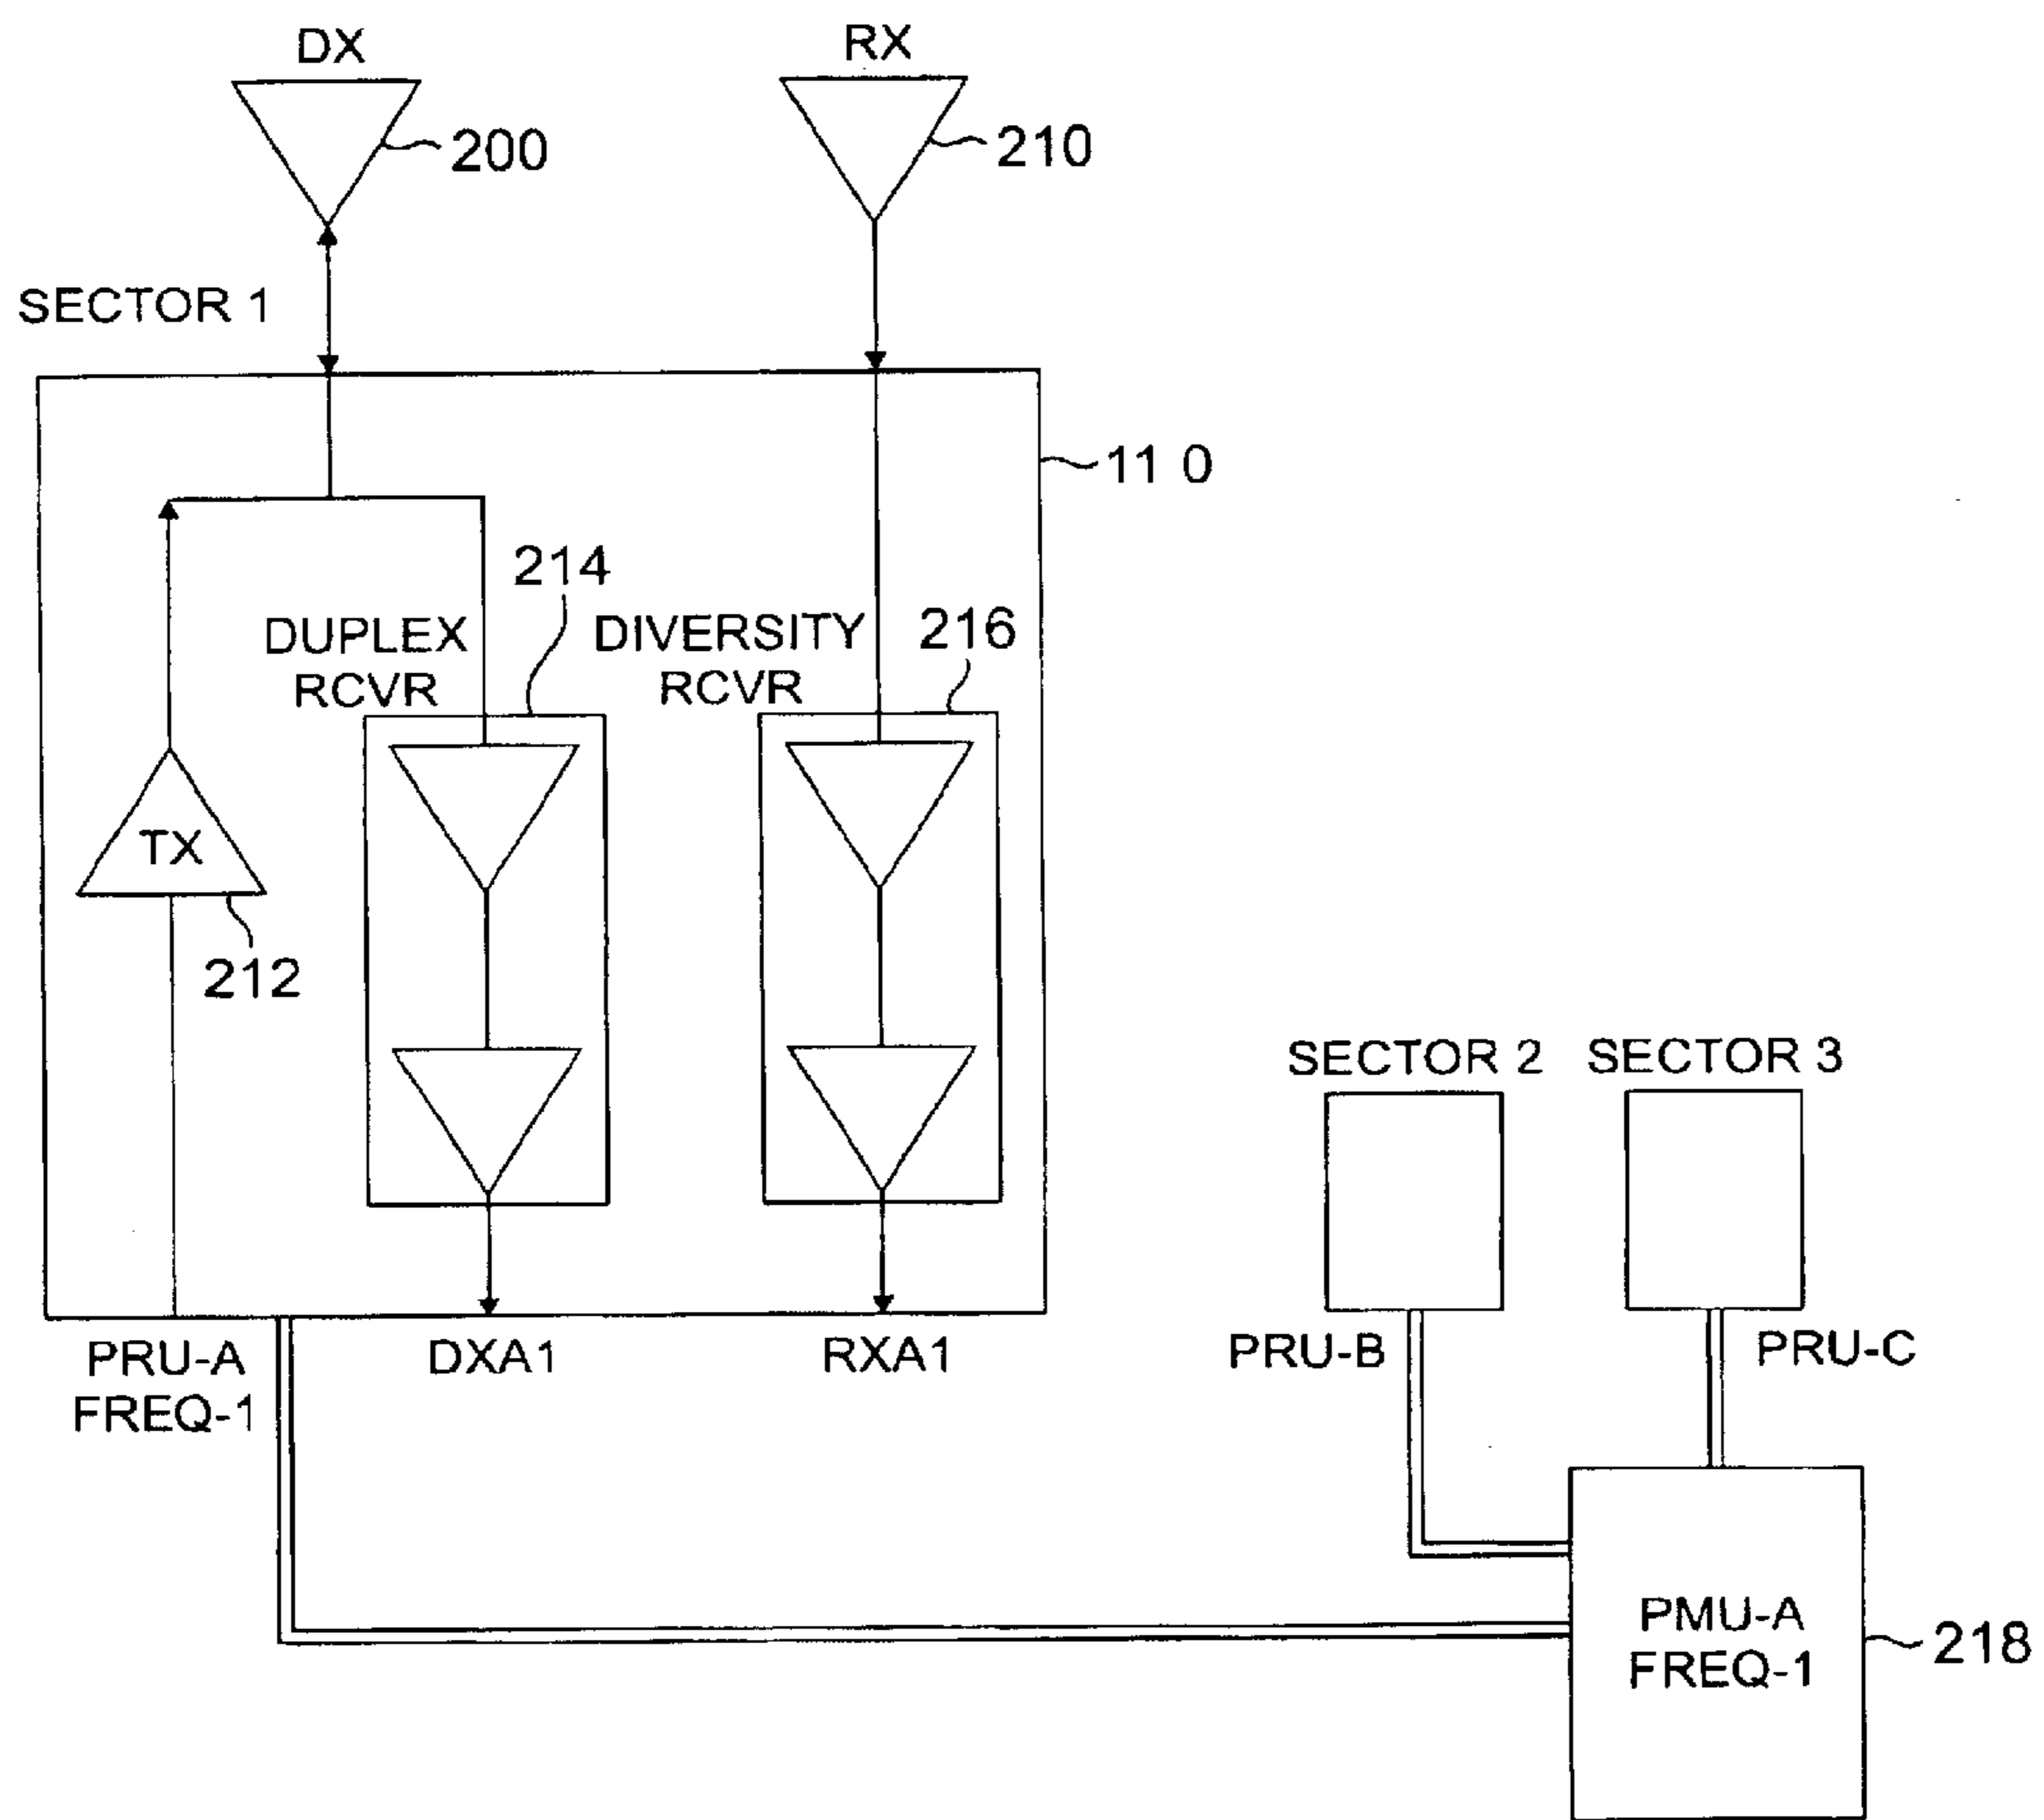 DX
RX
200
210
SECTOR 1
11 0
214
DUPLEX
RCVR
DIVERSITY
RCVR
216
TX
212
SECTOR 2
SECTOR 3
PRU-A
FREQ-1
DXA1
RXA1
PRU-B
PRU-C
PMU-A
FREQ-1
218